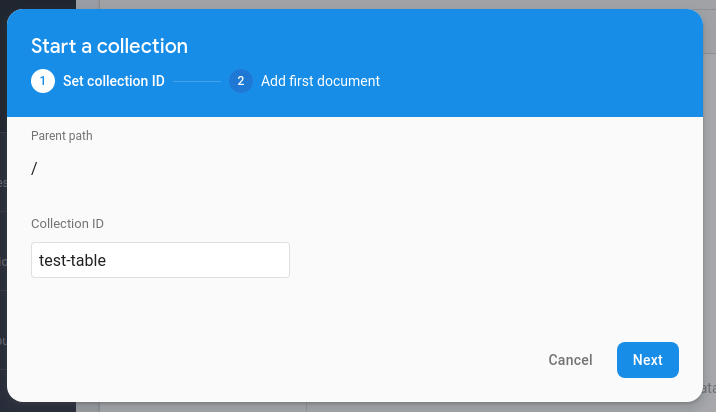 Start a collection
1 Set collection ID 2 Add first document
Parent path
/
Collection ID
test-table
Cancel Next